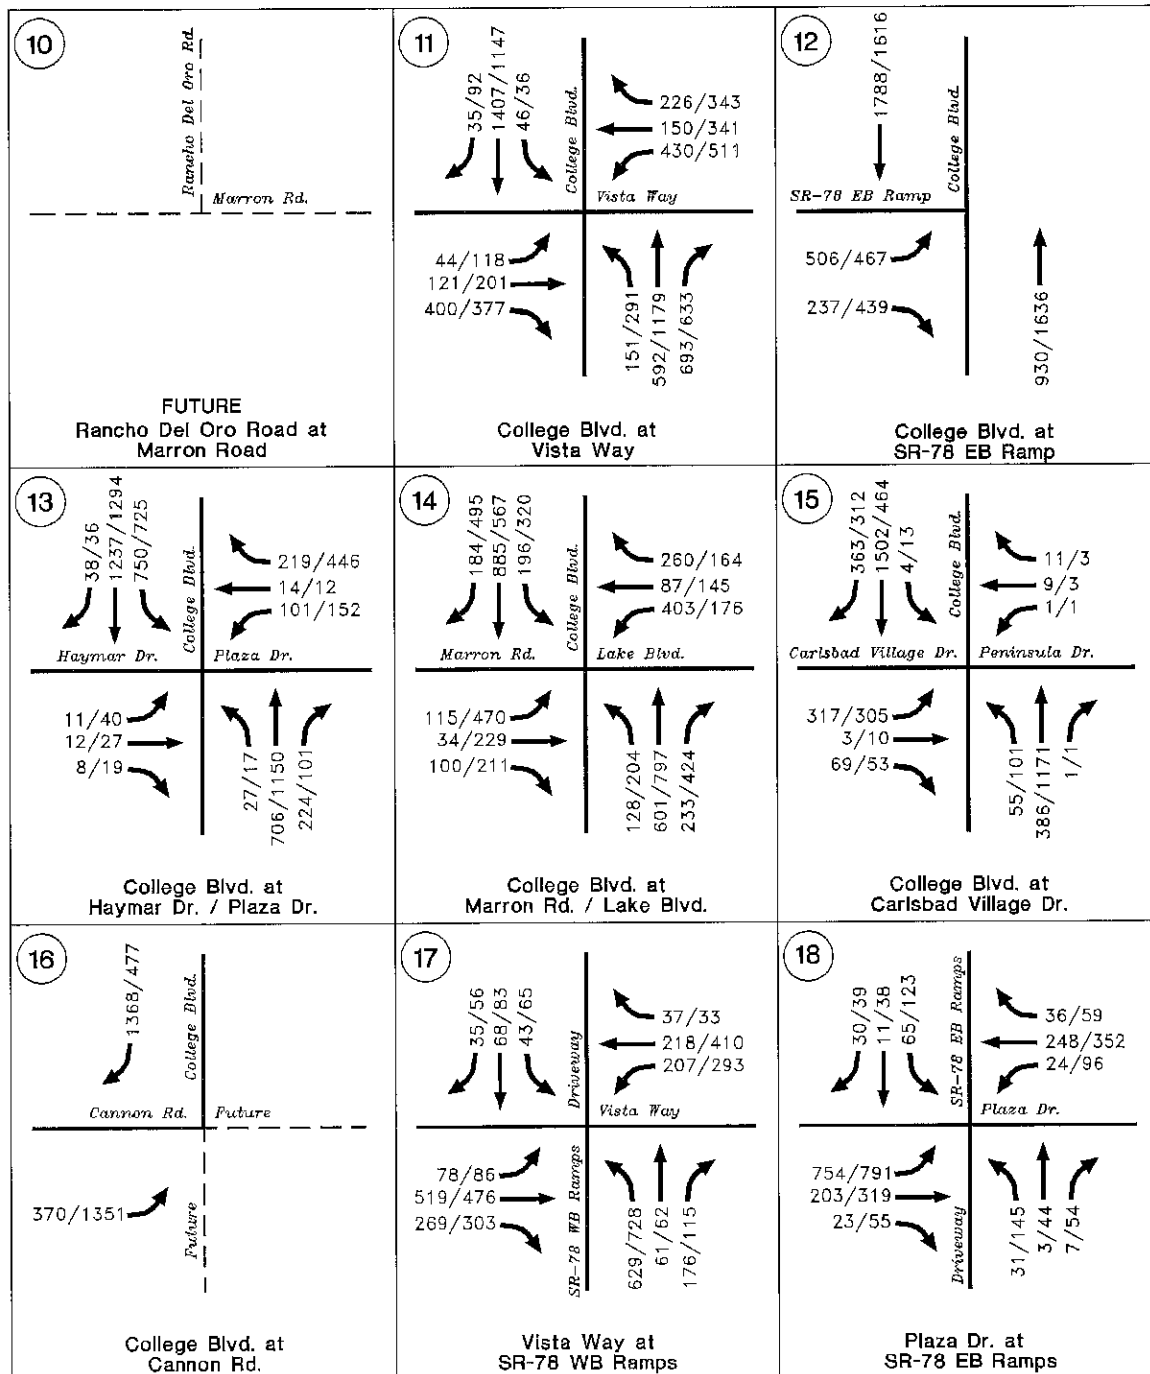 10
Rancho Del Oro Rd.
Marron Rd.
FUTURE
Rancho Del Oro Road at
Marron Road
11
35/92
1407/1147
46/36
College Blvd.
226/343
150/341
430/511
Vista Way
44/118
121/201
400/377
151/291
592/1179
693/633
College Blvd. at
Vista Way
12
1788/1616
College Blvd.
SR-78 EB Ramp
506/467
237/439
930/1636
College Blvd. at
SR-78 EB Ramp
13
38/36
1237/1294
750/725
College Blvd.
219/446
14/12
101/152
Haymar Dr.
Plaza Dr.
11/40
12/27
8/19
27/17
706/1150
224/101
College Blvd. at
Haymar Dr. / Plaza Dr.
14
184/495
885/567
196/320
College Blvd.
260/164
87/145
403/176
Marron Rd.
Lake Blvd.
115/470
34/229
100/211
128/204
601/797
233/424
College Blvd. at
Marron Rd. / Lake Blvd.
15
363/312
1502/464
4/13
College Blvd.
11/3
9/3
1/1
Carlsbad Village Dr.
Peninsula Dr.
317/305
3/10
69/53
55/101
386/1171
1/1
College Blvd. at
Carlsbad Village Dr.
16
1368/477
College Blvd.
Cannon Rd.
Future
370/1351
Future
College Blvd. at
Cannon Rd.
17
35/56
68/83
43/65
Driveway
37/33
218/410
207/293
Vista Way
78/86
519/476
269/303
SR-78 WB Ramps
629/728
61/62
176/115
Vista Way at
SR-78 WB Ramps
18
30/39
11/38
65/123
SR-78 EB Ramps
36/59
248/352
24/96
Plaza Dr.
754/791
203/319
23/55
Driveway
31/145
3/44
7/54
Plaza Dr. at
SR-78 EB Ramps